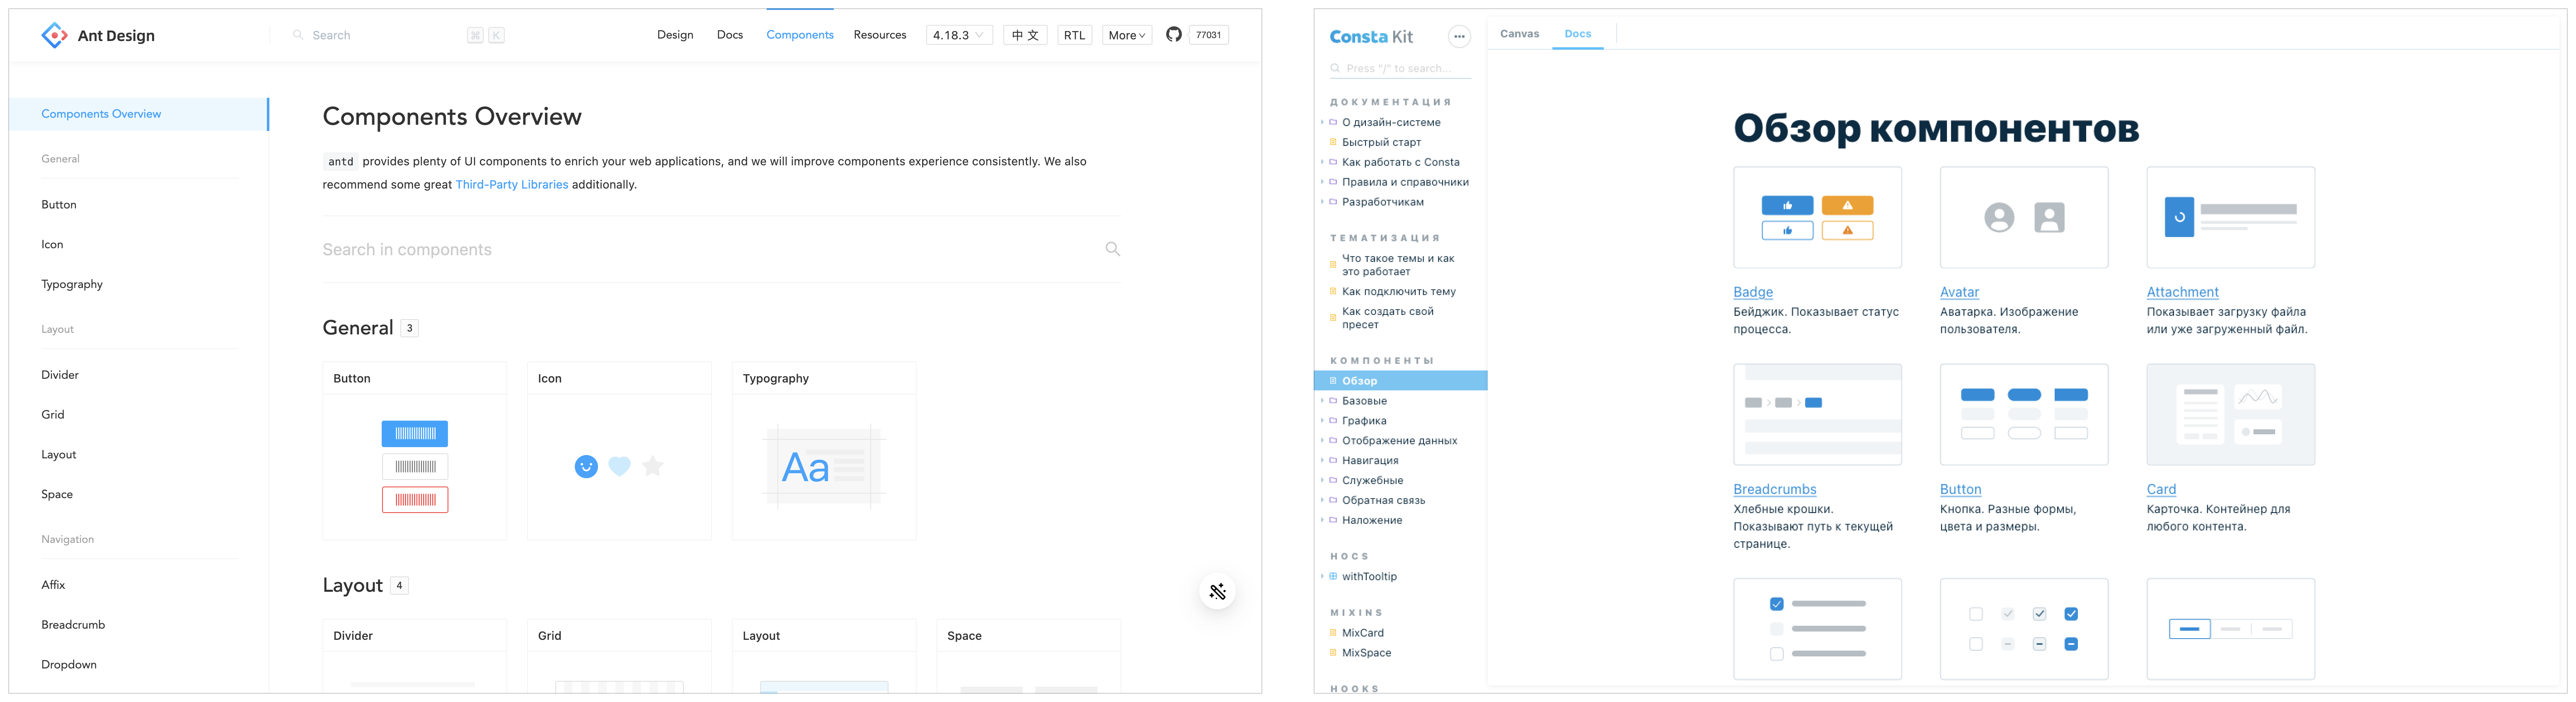 Ant Design
Search
⌘ K
Design
Docs
Components
Resources
4.18.3
中 文
RTL
More
77031
Components Overview
General
Button
Icon
Typography
Layout
Divider
Grid
Layout
Space
Navigation
Affix
Breadcrumb
Dropdown
Components Overview
antd provides plenty of UI components to enrich your web applications, and we will improve components experience consistently. We also
recommend some great Third-Party Libraries additionally.
Search in components
General 3
Button
Icon
Typography
Aa
Layout 4
Divider
Grid
Layout
Space
Consta Kit
Press "/" to search...
ДОКУМЕНТАЦИЯ
О дизайн-системе
Быстрый старт
Как работать с Consta
Правила и справочники
Разработчикам
ТЕМАТИЗАЦИЯ
Что такое темы и как
это работает
Как подключить тему
Как создать свой
пресет
КОМПОНЕНТЫ
Обзор
Базовые
Графика
Отображение данных
Навигация
Служебные
Обратная связь
Наложение
HOCS
withTooltip
MIXINS
MixCard
MixSpace
HOOKS
Canvas
Docs
Обзор компонентов
Badge
Бейджик. Показывает статус
процесса.
Avatar
Аватарка. Изображение
пользователя.
Attachment
Показывает загрузку файла
или уже загруженный файл.
Breadcrumbs
Хлебные крошки.
Показывают путь к текущей
странице.
Button
Кнопка. Разные формы,
цвета и размеры.
Card
Карточка. Контейнер для
любого контента.